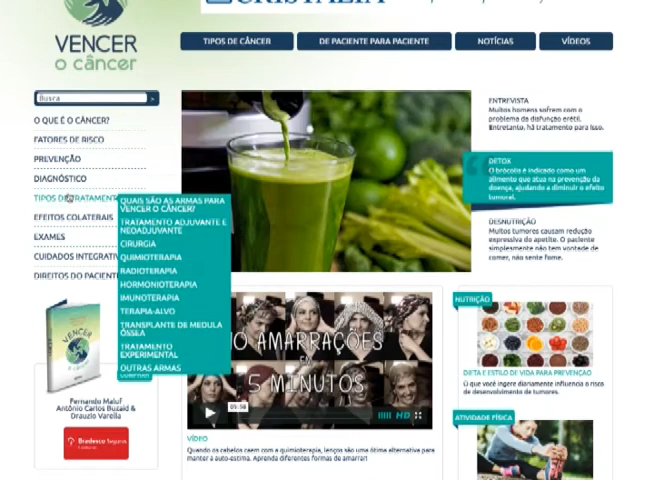 CRISTÁLIA
VENCER
o câncer
TIPOS DE CÂNCER
DE PACIENTE PARA PACIENTE
NOTÍCIAS
VÍDEOS
Busca
>
O QUE É O CÂNCER?
FATORES DE RISCO
PREVENÇÃO
DIAGNÓSTICO
TIPOS DE TRATAMENT
EFEITOS COLATERAIS
EXAMES
CUIDADOS INTEGRATIV
DIREITOS DO PACIENT
QUAIS SÃO AS ARMAS PARA
VENCER O CÂNCER?
TRATAMENTO ADJUVANTE E
NEOADJUVANTE
CIRURGIA
QUIMIOTERAPIA
RADIOTERAPIA
HORMONIOTERAPIA
IMUNOTERAPIA
TERAPIA-ALVO
TRANSPLANTE DE MEDULA
ÓSSEA
TRATAMENTO
EXPERIMENTAL
OUTRAS ARMAS
ENTREVISTA
Muitos homens sofrem com o
problema da disfunção erétil.
Entretanto, há tratamento para isso.
DETOX
O brócolis é indicado como um
alimento que atua na prevenção da
doença, ajudando a diminuir o efeito
tumoral.
DESNUTRIÇÃO
Muitos tumores causam redução
expressiva do apetite. O paciente
simplesmente não tem vontade de
comer, não sente fome.
VENCER
o câncer
Fernando Maluf
Antônio Carlos Buzaid &
Drauzio Varella
Bradesco Seguros
10 AMARRAÇÕES
EM
5 MINUTOS
HD
VÍDEO
Quando os cabelos caem com a quimioterapia, lenços são uma ótima alternativa para
manter a auto-estima. Aprenda diferentes formas de amarrar!
NUTRIÇÃO
DIETA E ESTILO DE VIDA PARA PREVENÇÃO
O que você ingere diariamente influencia o risco
de desenvolvimento de tumores.
ATIVIDADE FÍSICA